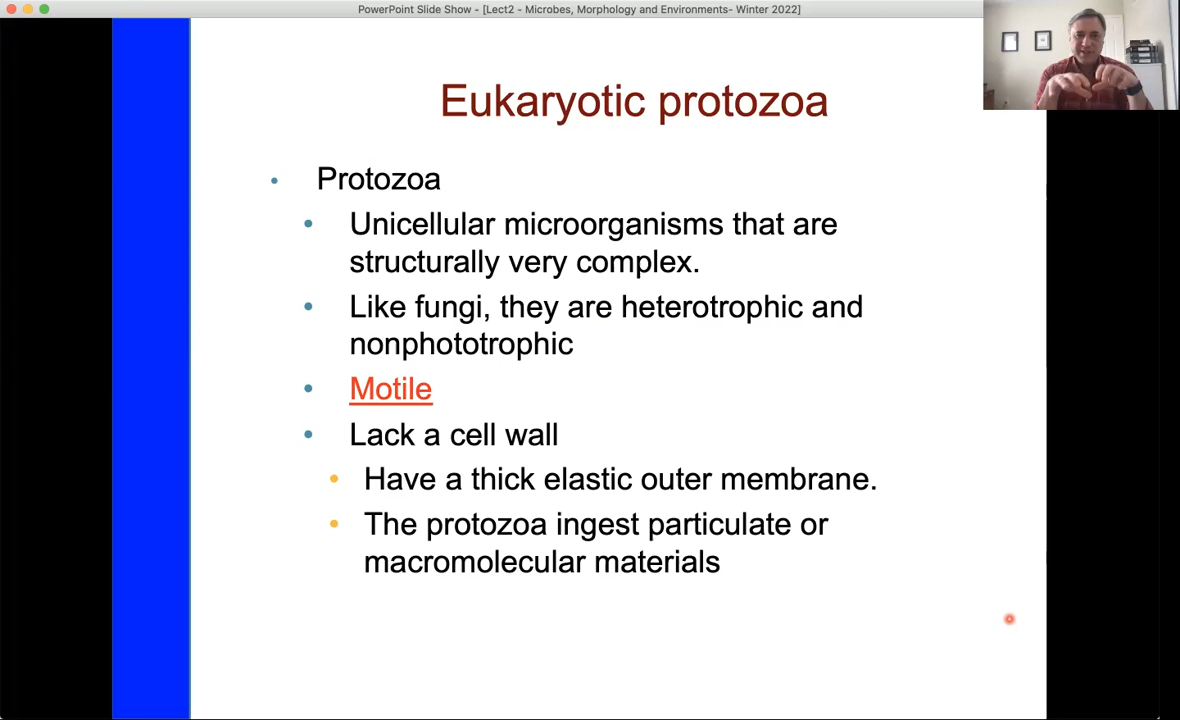 PowerPoint Slide Show - [Lect2 - Microbes, Morphology and Environments- Winter 2022]
Eukaryotic protozoa
• Protozoa
• Unicellular microorganisms that are
structurally very complex.
• Like fungi, they are heterotrophic and
nonphototrophic
• Motile
• Lack a cell wall
• Have a thick elastic outer membrane.
• The protozoa ingest particulate or
macromolecular materials